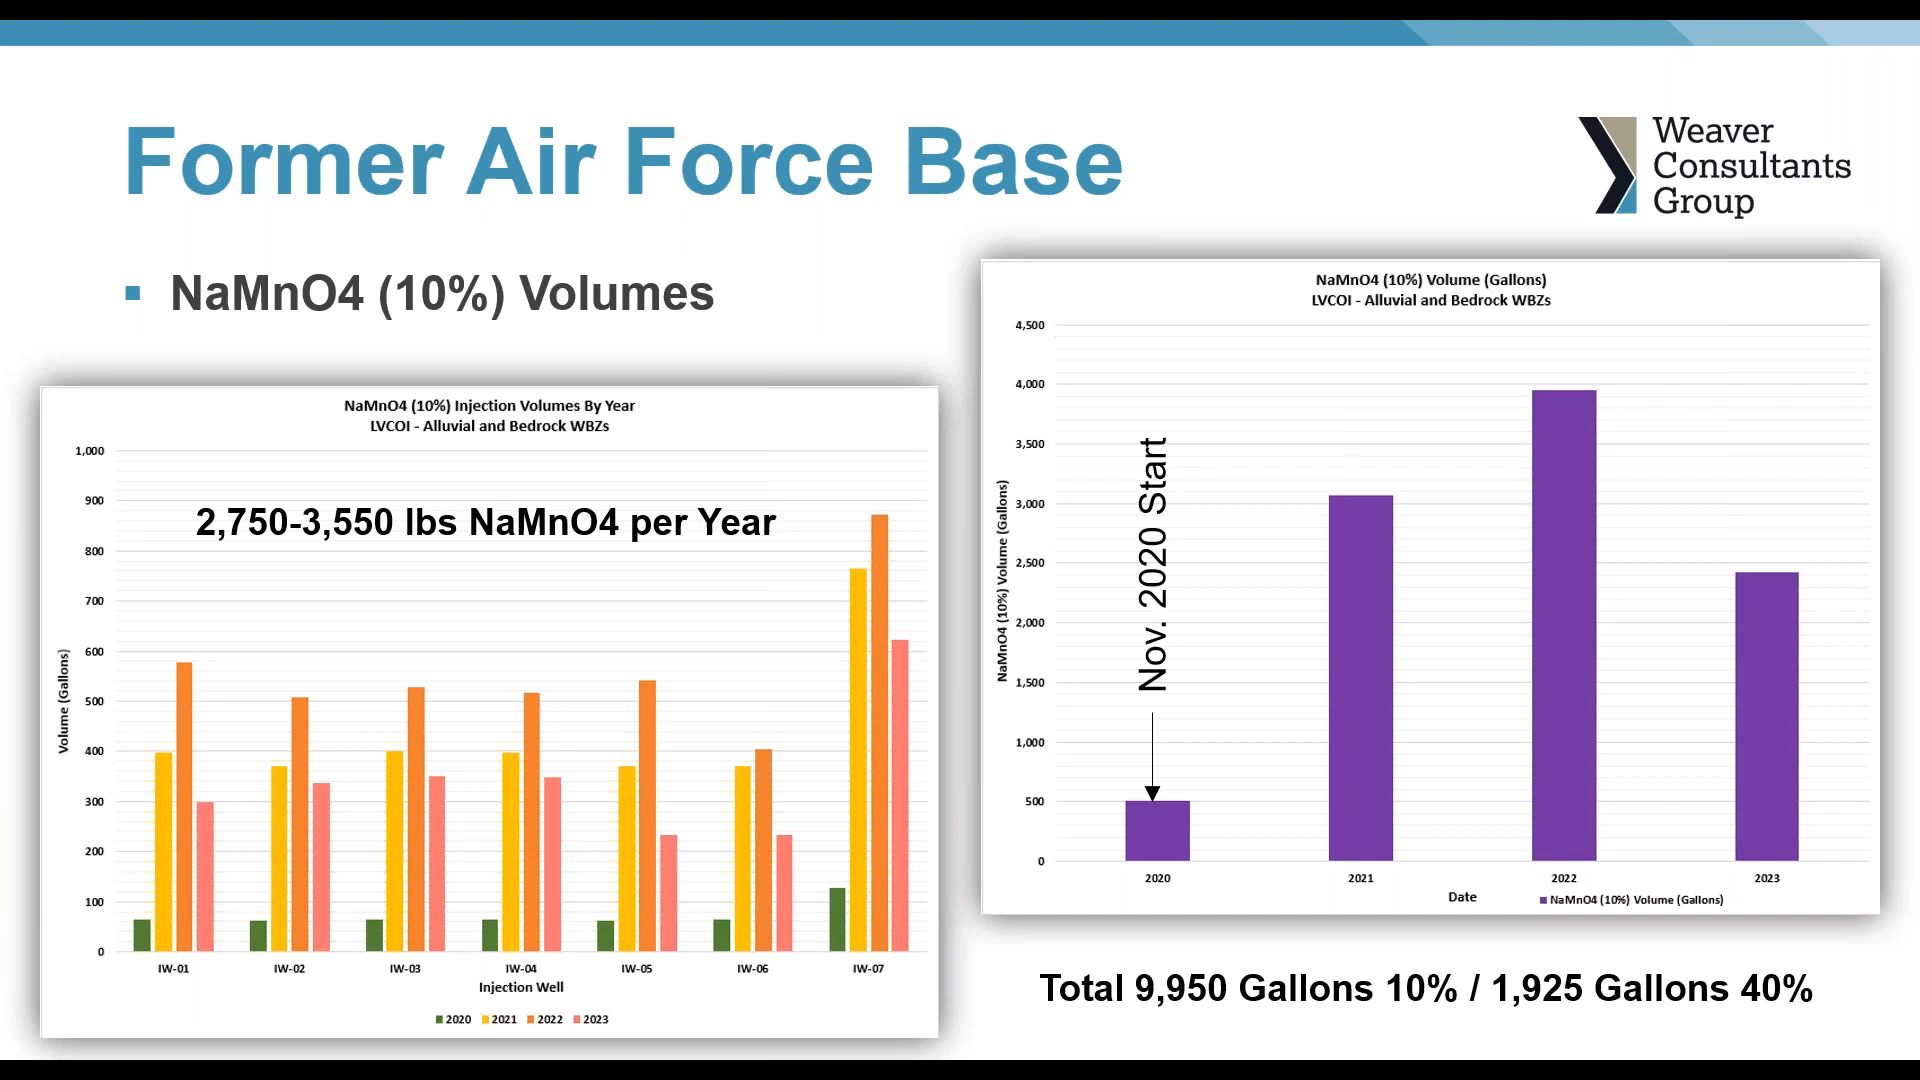 Former Air Force Base
Weaver
Consultants
Group
▪ NaMnO4 (10%) Volumes
NaMnO4 (10%) Injection Volumes By Year
LVCOI - Alluvial and Bedrock WBZs
2,750-3,550 lbs NaMnO4 per Year
Volume (Gallons)
1,000
900
800
700
600
500
400
300
200
100
0
IW-01 IW-02 IW-03 IW-04 IW-05 IW-06 IW-07
Injection Well
2020 2021 2022 2023
NaMnO4 (10%) Volume (Gallons)
LVCOI - Alluvial and Bedrock WBZs
NaMnO4 (10%) Volume (Gallons)
4,500
4,000
3,500
3,000
2,500
2,000
1,500
1,000
500
0
Nov. 2020 Start
2020 2021 2022 2023
Date
NaMnO4 (10%) Volume (Gallons)
Total 9,950 Gallons 10% / 1,925 Gallons 40%